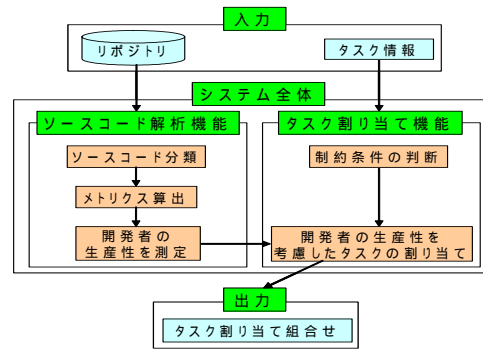 入力
リポジトリ
タスク情報
システム全体
ソースコード解析機能
タスク割り当て機能
ソースコード分類
制約条件の判断
メトリクス算出
開発者の
生産性を測定
開発者の生産性を
考慮したタスクの割り当て
出力
タスク割り当て組合せ